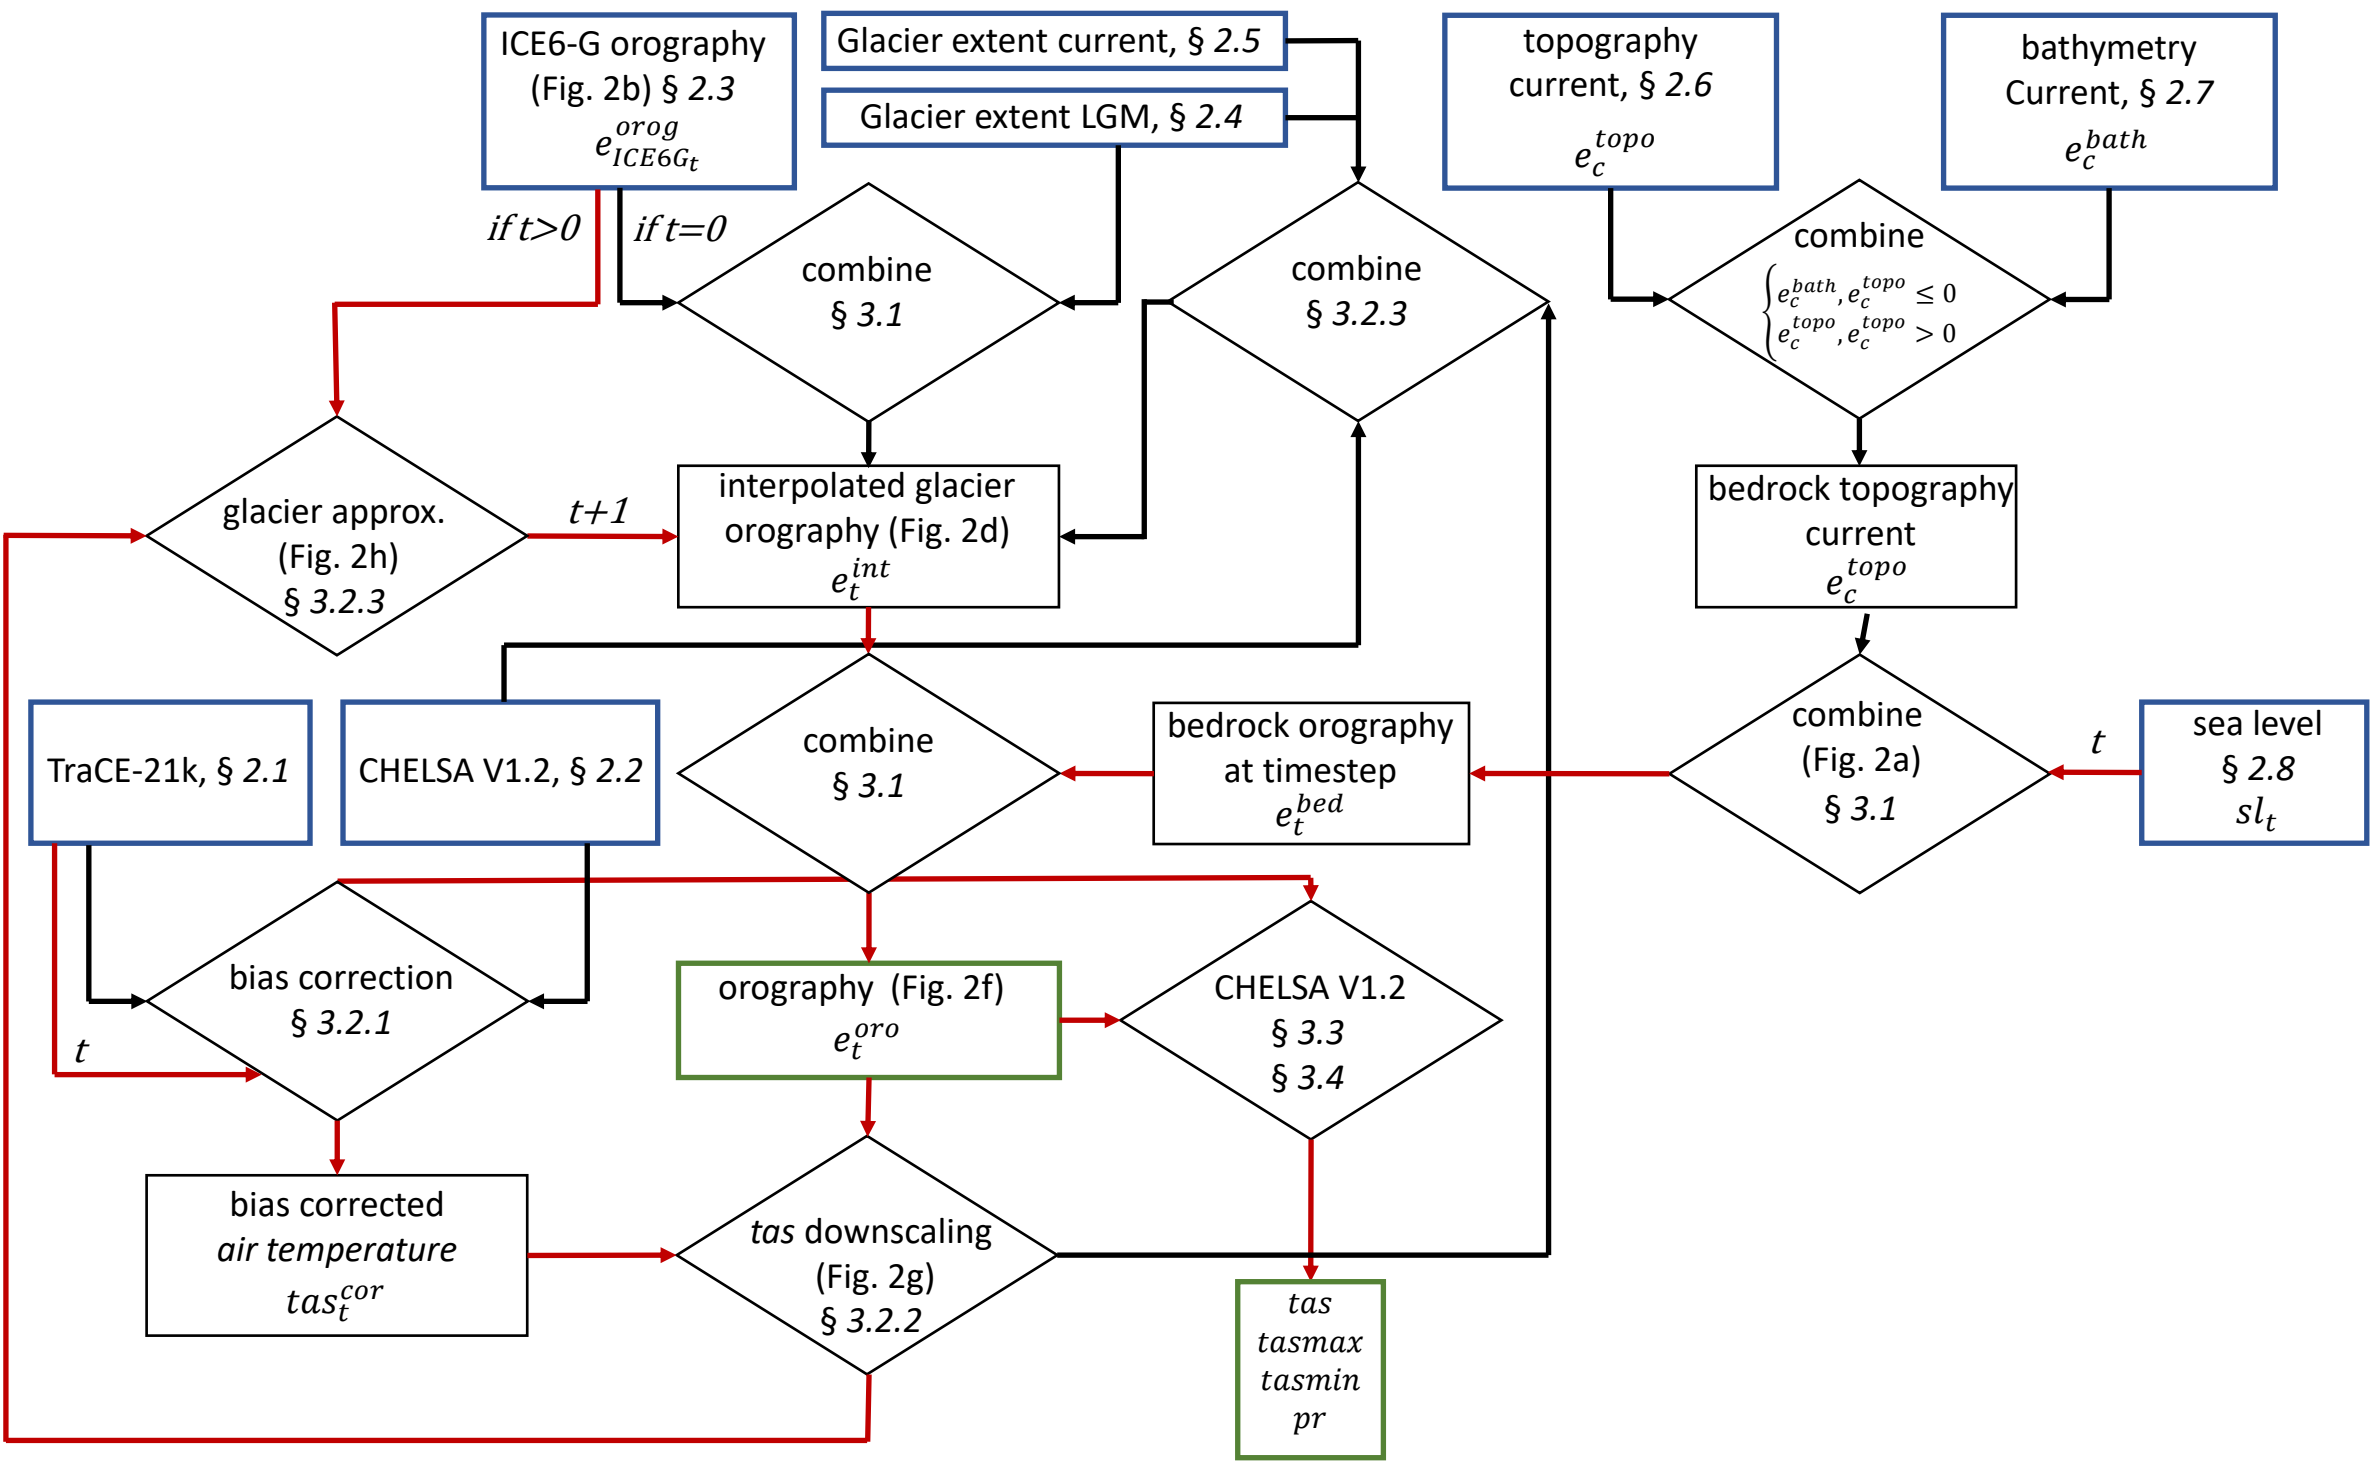 ICE6-G orography
(Fig. 2b) § 2.3
e_{ICE6G_t}^{orog}
Glacier extent current, § 2.5
Glacier extent LGM, § 2.4
topography
current, § 2.6
e_c^{topo}
bathymetry
Current, § 2.7
e_c^{bath}
if t>0
if t=0
combine
§ 3.1
combine
§ 3.2.3
combine
e_c^{bath}, e_c^{topo} ≤ 0
e_c^{topo}, e_c^{topo} > 0
glacier approx.
(Fig. 2h)
§ 3.2.3
t+1
interpolated glacier
orography (Fig. 2d)
e_t^{int}
bedrock topography
current
e_c^{topo}
TraCE-21k, § 2.1
CHELSA V1.2, § 2.2
combine
§ 3.1
bedrock orography
at timestep
e_t^{bed}
combine
(Fig. 2a)
§ 3.1
t
sea level
§ 2.8
sl_t
bias correction
§ 3.2.1
t
orography (Fig. 2f)
e_t^{oro}
CHELSA V1.2
§ 3.3
§ 3.4
bias corrected
air temperature
tas_t^{cor}
tas downscaling
(Fig. 2g)
§ 3.2.2
tas
tasmax
tasmin
pr